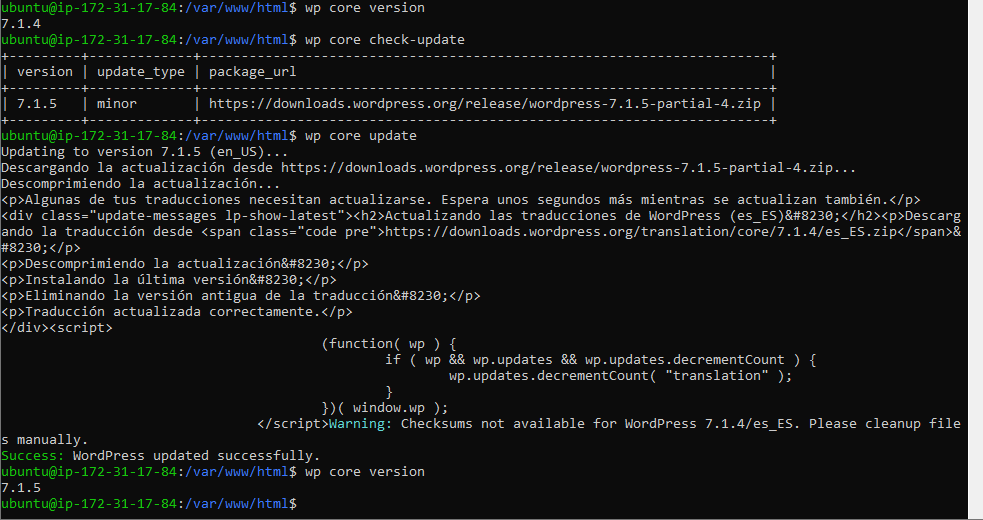 ubuntu@ip-172-31-17-84:/var/www/html$ wp core version
7.1.4
ubuntu@ip-172-31-17-84:/var/www/html$ wp core check-update
+---------+-------------+-----------------------------------------------------------------------+
| version | update_type | package_url                                                           |
+---------+-------------+-----------------------------------------------------------------------+
| 7.1.5   | minor       | https://downloads.wordpress.org/release/wordpress-7.1.5-partial-4.zip |
+---------+-------------+-----------------------------------------------------------------------+
ubuntu@ip-172-31-17-84:/var/www/html$ wp core update
Updating to version 7.1.5 (en_US)...
Descargando la actualización desde https://downloads.wordpress.org/release/wordpress-7.1.5-partial-4.zip...
Descomprimiendo la actualización...
<p>Algunas de tus traducciones necesitan actualizarse. Espera unos segundos más mientras se actualizan también.</p>
<div class="update-messages lp-show-latest"><h2>Actualizando las traducciones de WordPress (es_ES)&#8230;</h2><p>Descarg
ando la traducción desde <span class="code pre">https://downloads.wordpress.org/translation/core/7.1.4/es_ES.zip</span>&
#8230;</p>
<p>Descomprimiendo la actualización&#8230;</p>
<p>Instalando la última versión&#8230;</p>
<p>Eliminando la versión antigua de la traducción&#8230;</p>
<p>Traducción actualizada correctamente.</p>
</div><script>
                                        (function( wp ) {
                                                if ( wp && wp.updates && wp.updates.decrementCount ) {
                                                        wp.updates.decrementCount( "translation" );
                                                }
                                        })( window.wp );
                                </script>Warning: Checksums not available for WordPress 7.1.4/es_ES. Please cleanup file
s manually.
Success: WordPress updated successfully.
ubuntu@ip-172-31-17-84:/var/www/html$ wp core version
7.1.5
ubuntu@ip-172-31-17-84:/var/www/html$